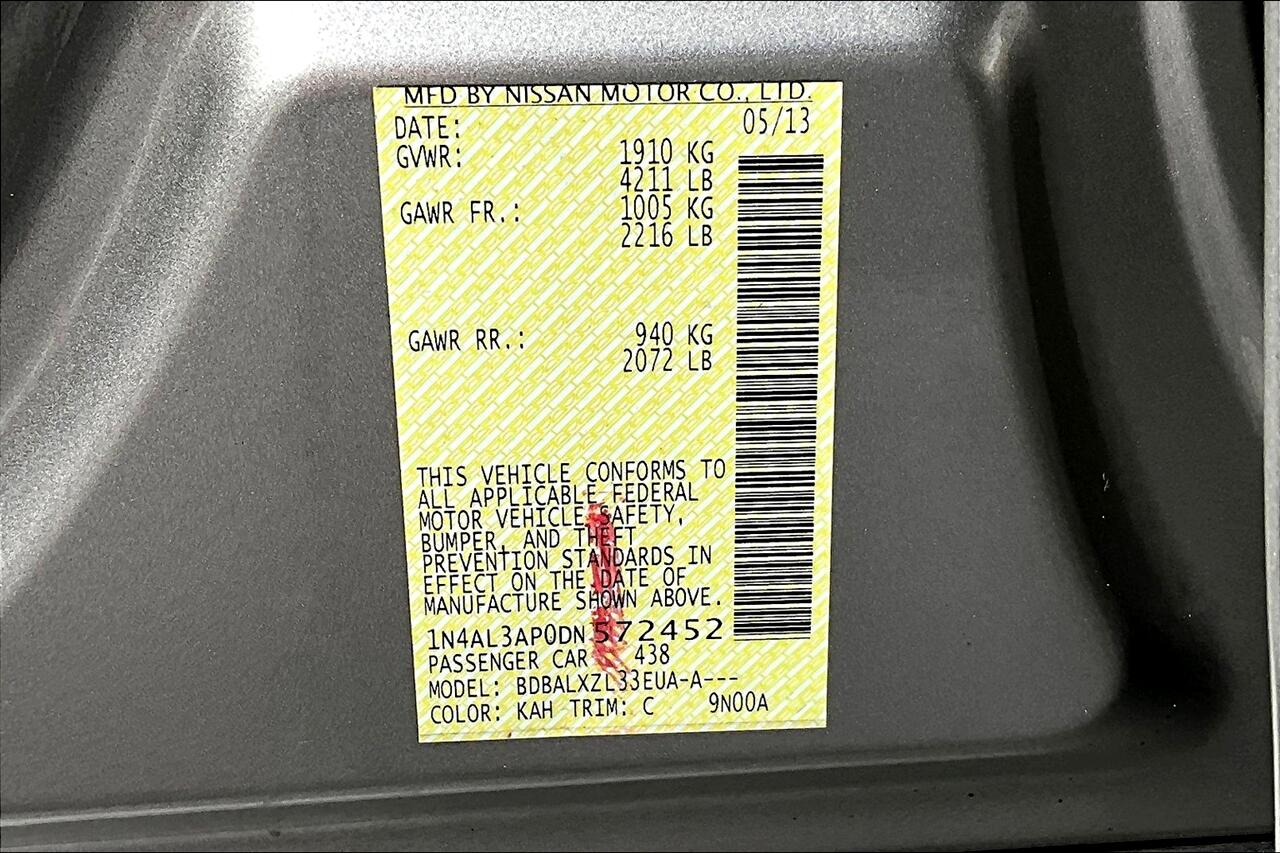 MFD BY NISSAN MOTOR CO., LTD.
DATE: 05/13
GVWR: 1910 KG
4211 LB
GAWR FR.: 1005 KG
2216 LB
GAWR RR.: 940 KG
2072 LB
THIS VEHICLE CONFORMS TO
ALL APPLICABLE FEDERAL
MOTOR VEHICLE SAFETY,
BUMPER, AND THEFT
PREVENTION STANDARDS IN
EFFECT ON THE DATE OF
MANUFACTURE SHOWN ABOVE.
1N4AL3AP0DN572452
PASSENGER CAR 438
MODEL: BDBALXZL33EUA-A---
COLOR: KAH TRIM: C 9N00A